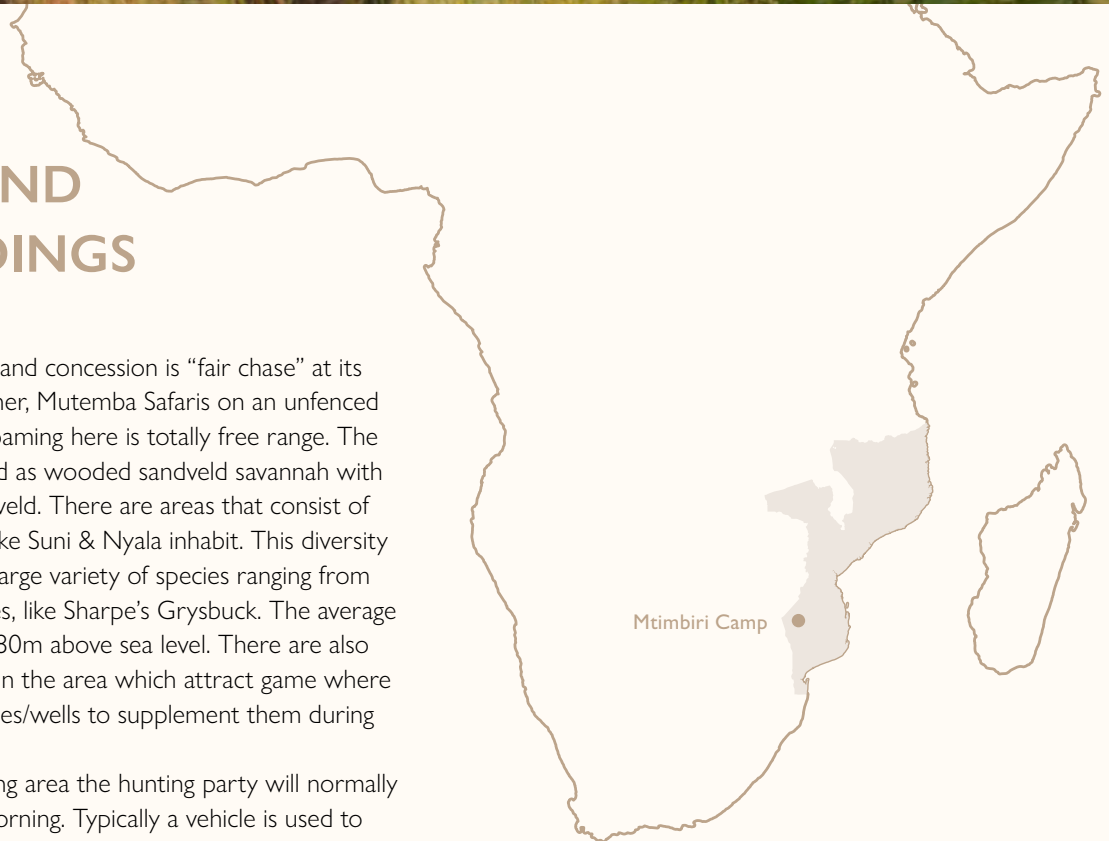 ND
DINGS
and concession is “fair chase” at its
her, Mutemba Safaris on an unfenced
oaming here is totally free range. The
d as wooded sandveld savannah with
veld. There are areas that consist of
ke Suni & Nyala inhabit. This diversity
arge variety of species ranging from
es, like Sharpe's Grysbuck. The average
30m above sea level. There are also
n the area which attract game where
es/wells to supplement them during
ng area the hunting party will normally
orning. Typically a vehicle is used to
Mtimbiri Camp